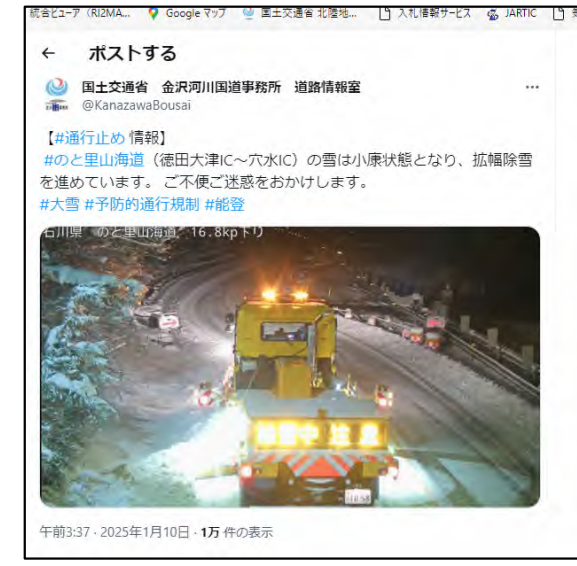 統合ビューア（RI2MA... Google マップ 国土交通省 北陸地... 入札情報サービス JARTIC
← ポストする
国土交通省　金沢河川国道事務所　道路情報室 ...
@KanazawaBousai
【#通行止め 情報】
#のと里山海道（徳田大津IC～穴水IC）の雪は小康状態となり、拡幅除雪
を進めています。 ご不便ご迷惑をおかけします。
#大雪 #予防的通行規制 #能登
石川県　のと里山海道　16.8kp下り
除雪中 注意
午前3:37 · 2025年1月10日 · 1万 件の表示